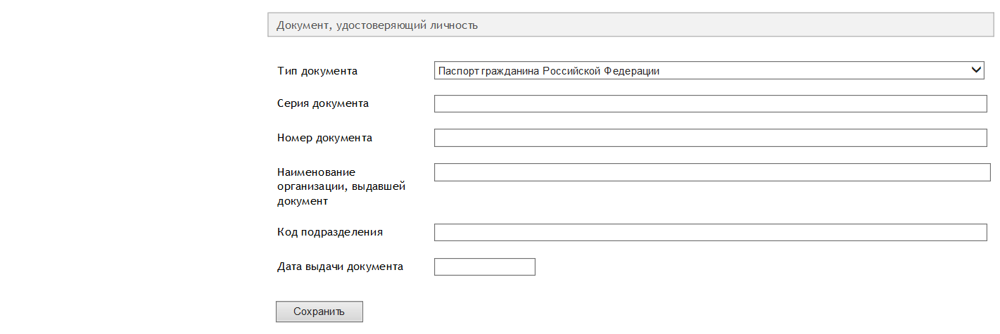 Документ, удостоверяющий личность
Тип документа
Паспорт гражданина Российской Федерации
Серия документа
Номер документа
Наименование
организации, выдавшей
документ
Код подразделения
Дата выдачи документа
Сохранить